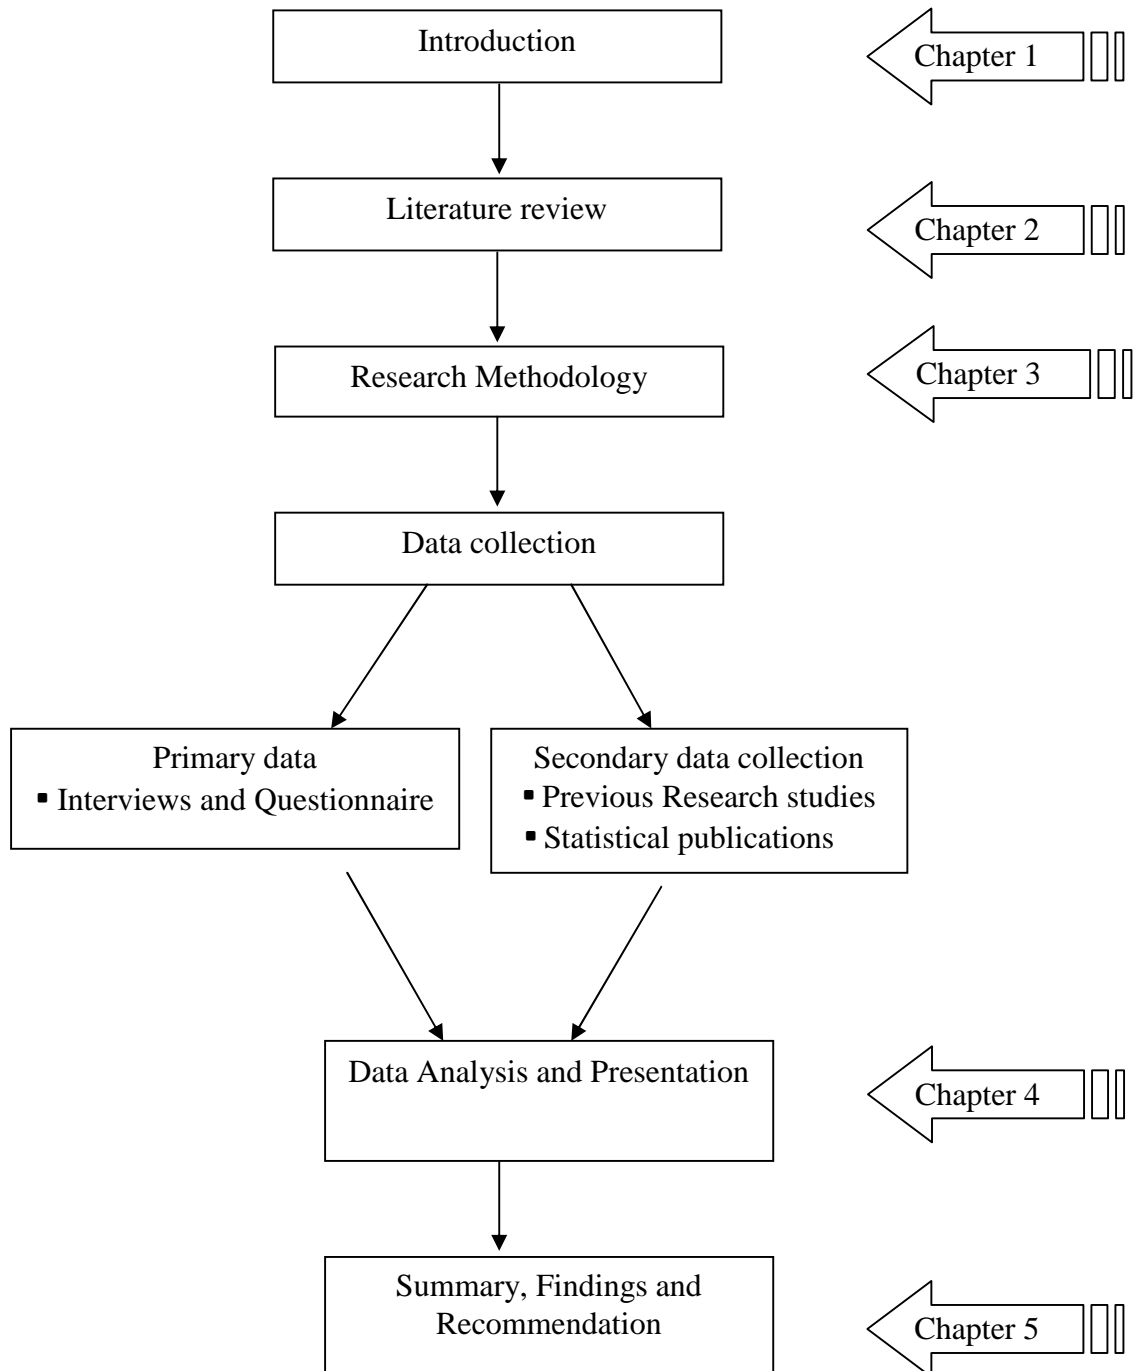 Introduction
Chapter 1
Literature review
Chapter 2
Research Methodology
Chapter 3
Data collection
Primary data
▪ Interviews and Questionnaire
Secondary data collection
▪ Previous Research studies
▪ Statistical publications
Data Analysis and Presentation
Chapter 4
Summary, Findings and
Recommendation
Chapter 5